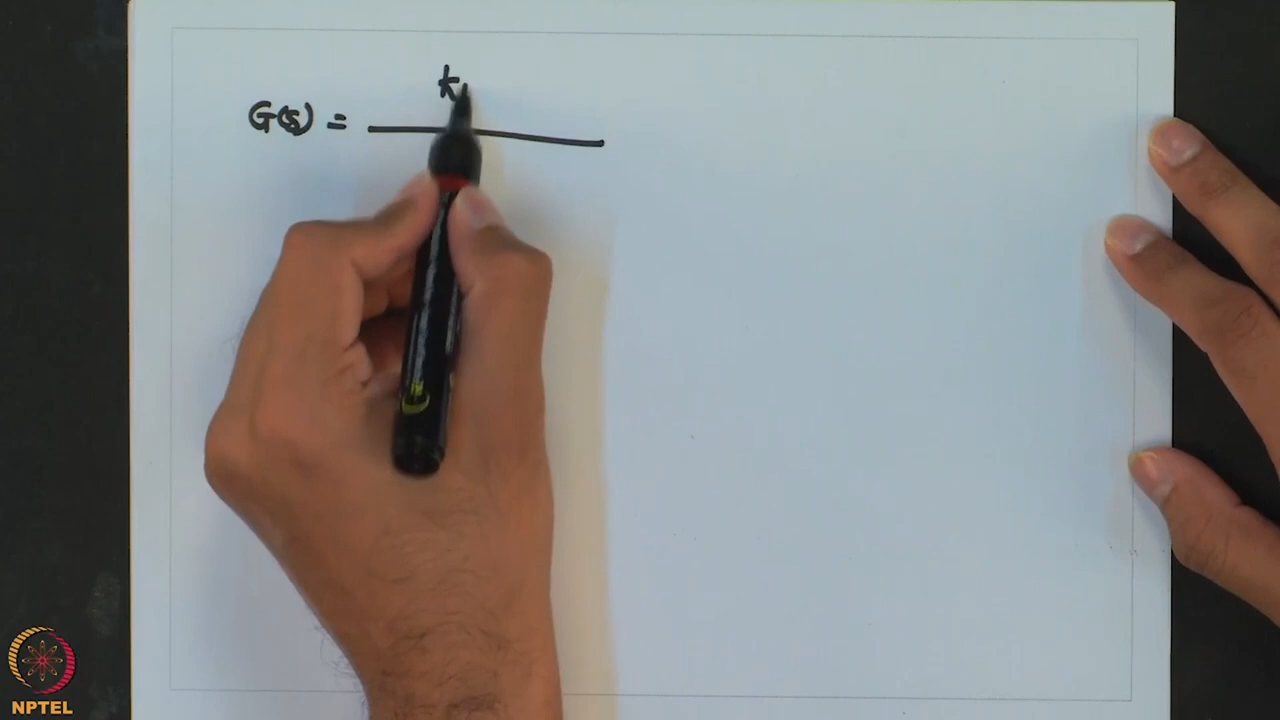 G(s) = k
NPTEL